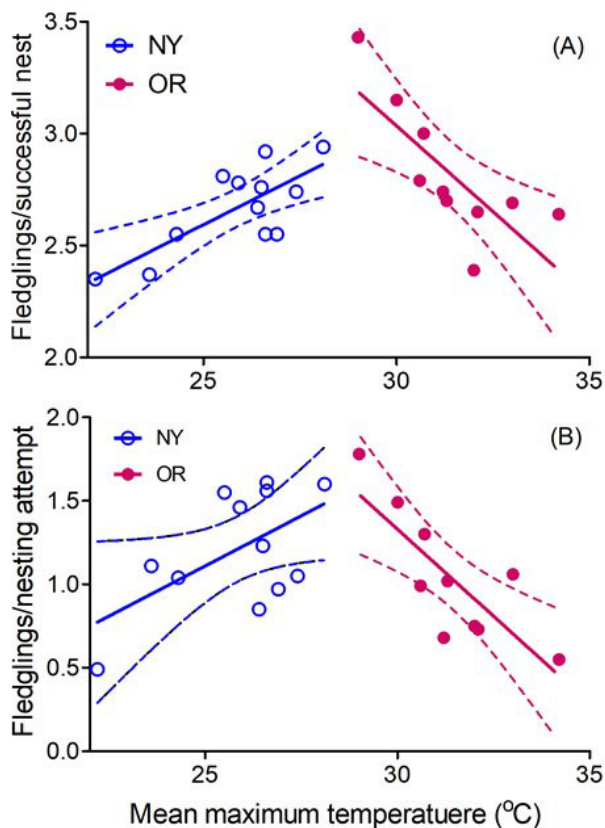 3.5
NY
(A)
OR
3.0
2.5
2.0
25
30
35
Fledglings/successful nest
2.0
NY
(B)
OR
1.5
1.0
0.5
0.0
25
30
35
Fledglings/nesting attempt
Mean maximum temperatuere (°C)